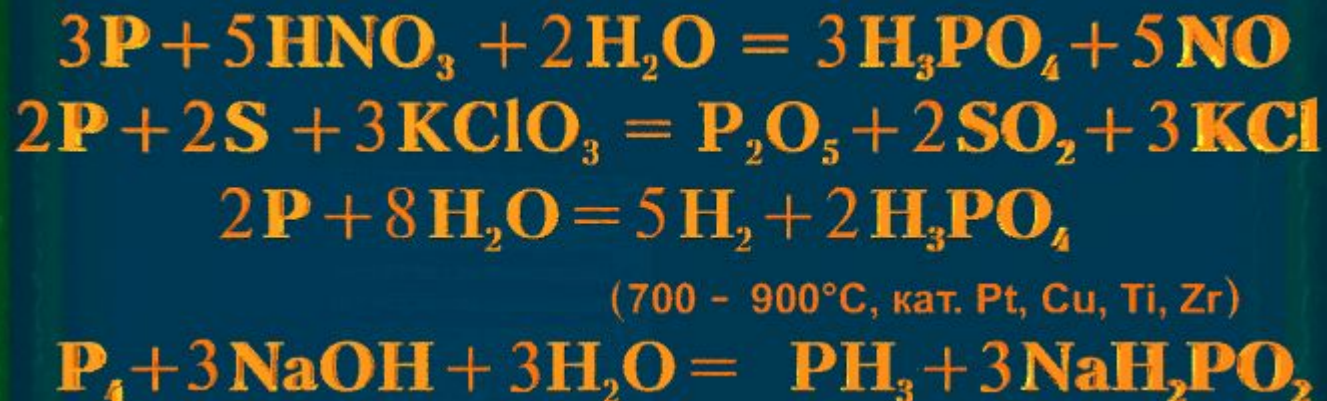 3P+5HNO₃ +2H₂O = 3H₃PO₄+5NO
2P+2S +3KClO₃ = P₂O₅+2SO₂+3KCl
2P+8H₂O=5H₂+2H₃PO₄
(700 - 900°C, кат. Pt, Cu, Ti, Zr)
P₄+3NaOH+3H₂O= PH₃+3NaH₂PO₂